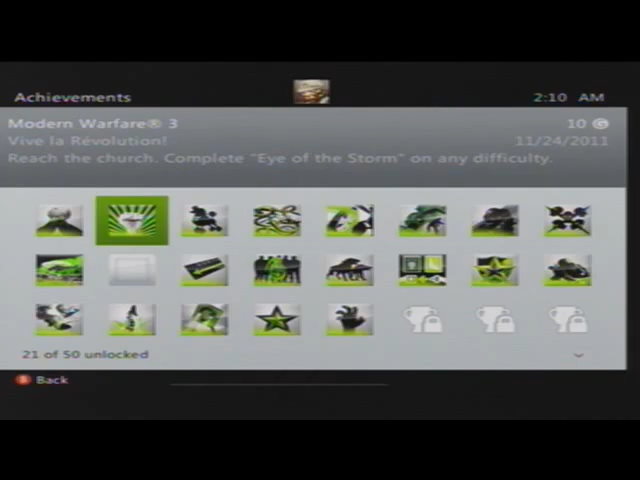 Achievements
2:10 AM
Modern Warfare® 3
10 G
Vive la Révolution!
11/24/2011
Reach the church. Complete "Eye of the Storm" on any difficulty.
21 of 50 unlocked
B Back